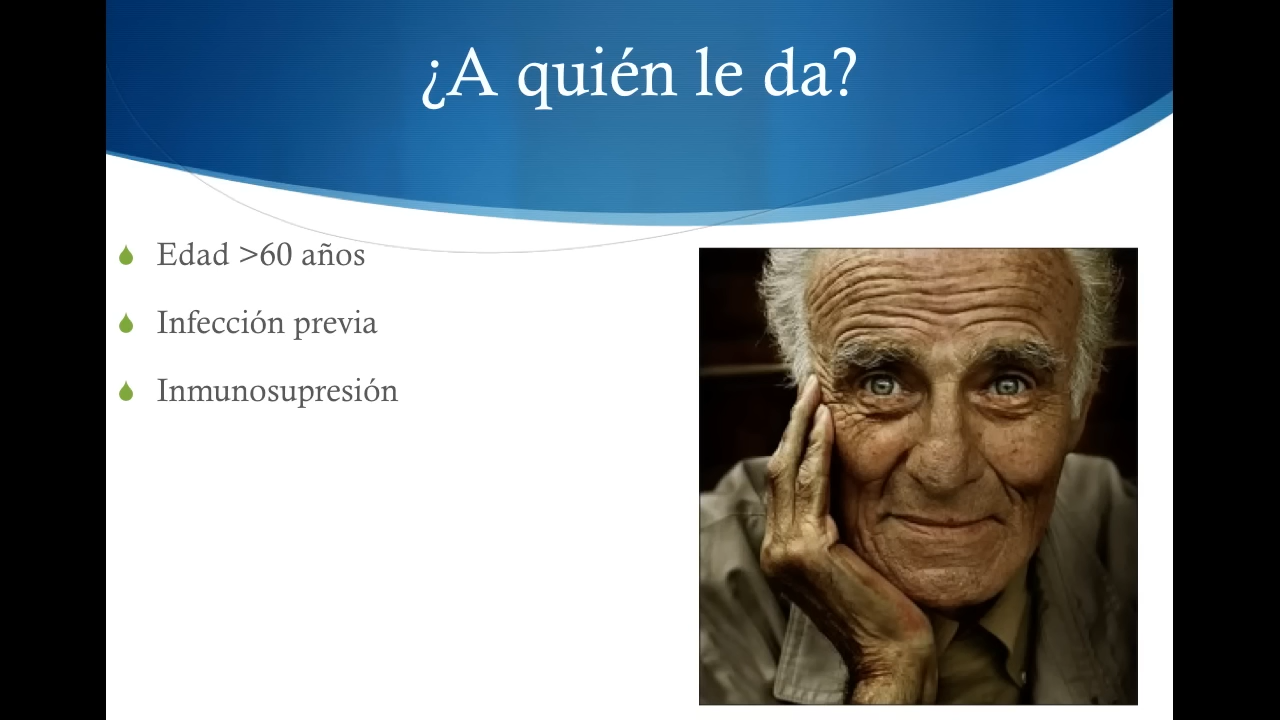 ¿A quién le da?
Edad >60 años
Infección previa
Inmunosupresión